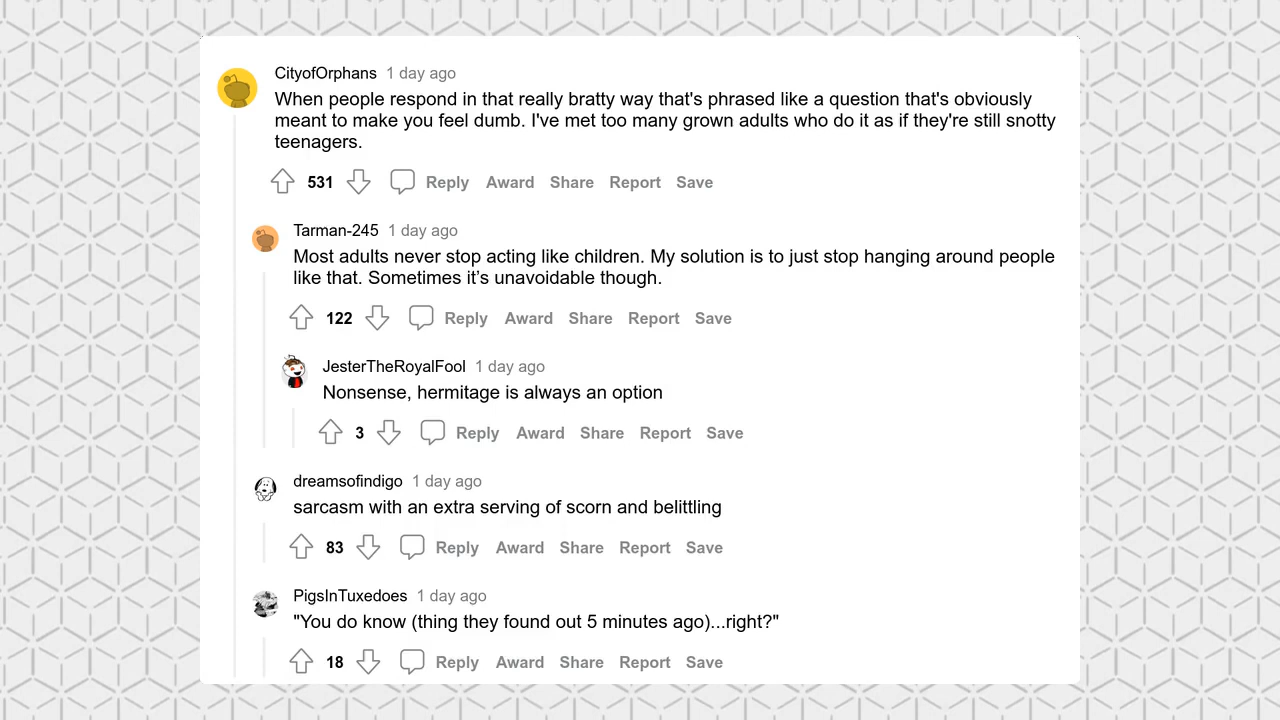 CityofOrphans 1 day ago
When people respond in that really bratty way that's phrased like a question that's obviously
meant to make you feel dumb. I've met too many grown adults who do it as if they're still snotty
teenagers.
531 Reply Award Share Report Save
Tarman-245 1 day ago
Most adults never stop acting like children. My solution is to just stop hanging around people
like that. Sometimes it’s unavoidable though.
122 Reply Award Share Report Save
JesterTheRoyalFool 1 day ago
Nonsense, hermitage is always an option
3 Reply Award Share Report Save
dreamsofindigo 1 day ago
sarcasm with an extra serving of scorn and belittling
83 Reply Award Share Report Save
PigsInTuxedoes 1 day ago
"You do know (thing they found out 5 minutes ago)...right?"
18 Reply Award Share Report Save